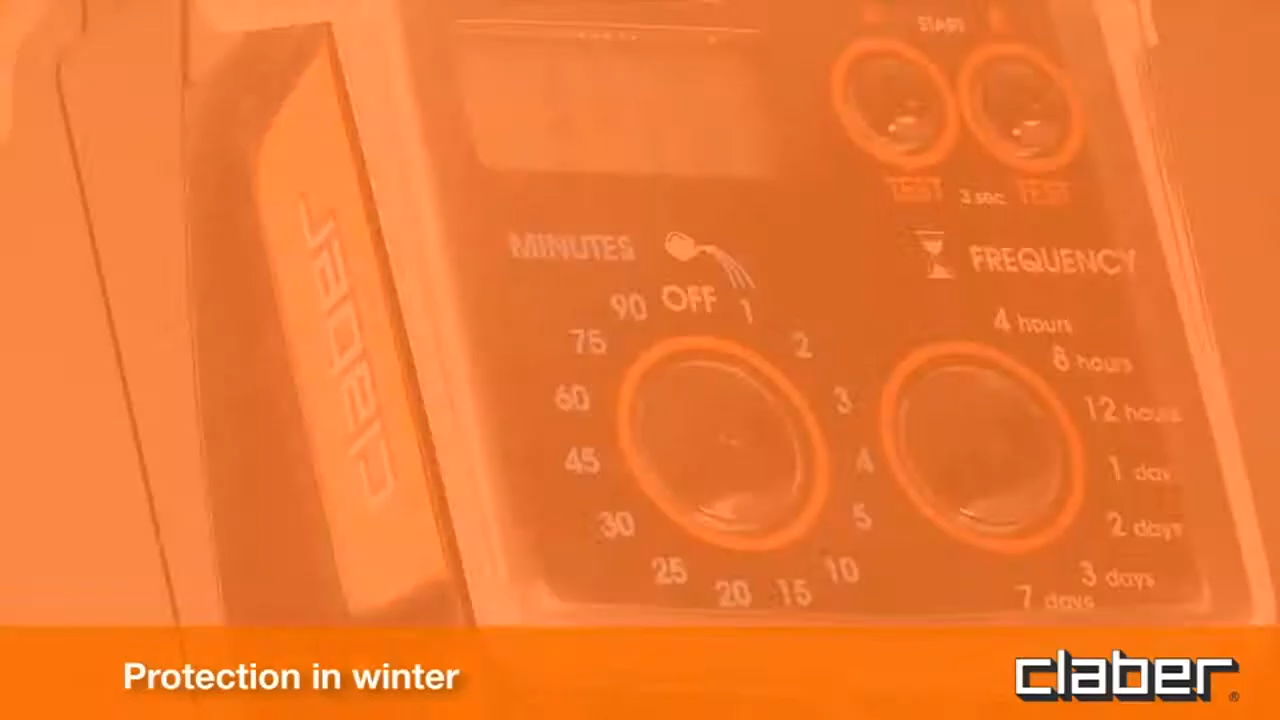 START
TEST 3 sec. TEST
MINUTES
FREQUENCY
OFF
1
2
3
4
5
10
15
20
25
30
45
60
75
90
4 hours
8 hours
12 hours
1 day
2 days
3 days
7 days
claber
Protection in winter
claber®